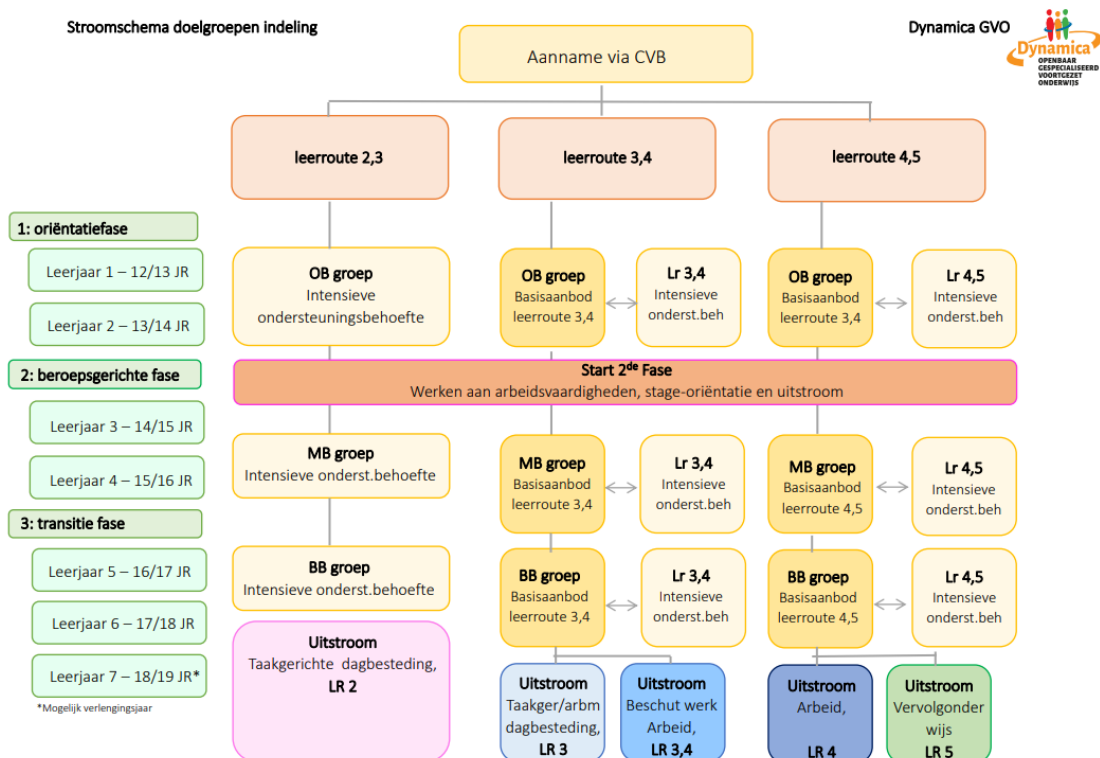 Stroomschema doelgroepen indeling
Dynamica GVO
Dynamica
OPENBAAR
GESPECIALISEERD
VOORTGEZET
ONDERWIJS
Aanname via CVB
leerroute 2,3
leerroute 3,4
leerroute 4,5
1: oriëntatiefase
Leerjaar 1 – 12/13 JR
Leerjaar 2 – 13/14 JR
OB groep
Intensieve
ondersteuningsbehoefte
OB groep
Basisaanbod
leerroute 3,4
Lr 3,4
Intensieve
onderst.beh
OB groep
Basisaanbod
leerroute 3,4
Lr 4,5
Intensieve
onderst.beh
2: beroepsgerichte fase
Start 2de Fase
Werken aan arbeidsvaardigheden, stage-oriëntatie en uitstroom
Leerjaar 3 – 14/15 JR
Leerjaar 4 – 15/16 JR
MB groep
Intensieve onderst.behoefte
MB groep
Basisaanbod
leerroute 3,4
Lr 3,4
Intensieve
onderst.beh
MB groep
Basisaanbod
leerroute 4,5
Lr 4,5
Intensieve
onderst.beh
3: transitie fase
Leerjaar 5 – 16/17 JR
Leerjaar 6 – 17/18 JR
Leerjaar 7 – 18/19 JR*
*Mogelijk verlengingsjaar
BB groep
Intensieve onderst.behoefte
BB groep
Basisaanbod
leerroute 3,4
Lr 3,4
Intensieve
onderst.beh
BB groep
Basisaanbod
leerroute 4,5
Lr 4,5
Intensieve
onderst.beh
Uitstroom
Taakgerichte dagbesteding,
LR 2
Uitstroom
Taakger/arbm
dagbesteding,
LR 3
Uitstroom
Beschut werk
Arbeid,
LR 3,4
Uitstroom
Arbeid,
LR 4
Uitstroom
Vervolgonder
wijs
LR 5